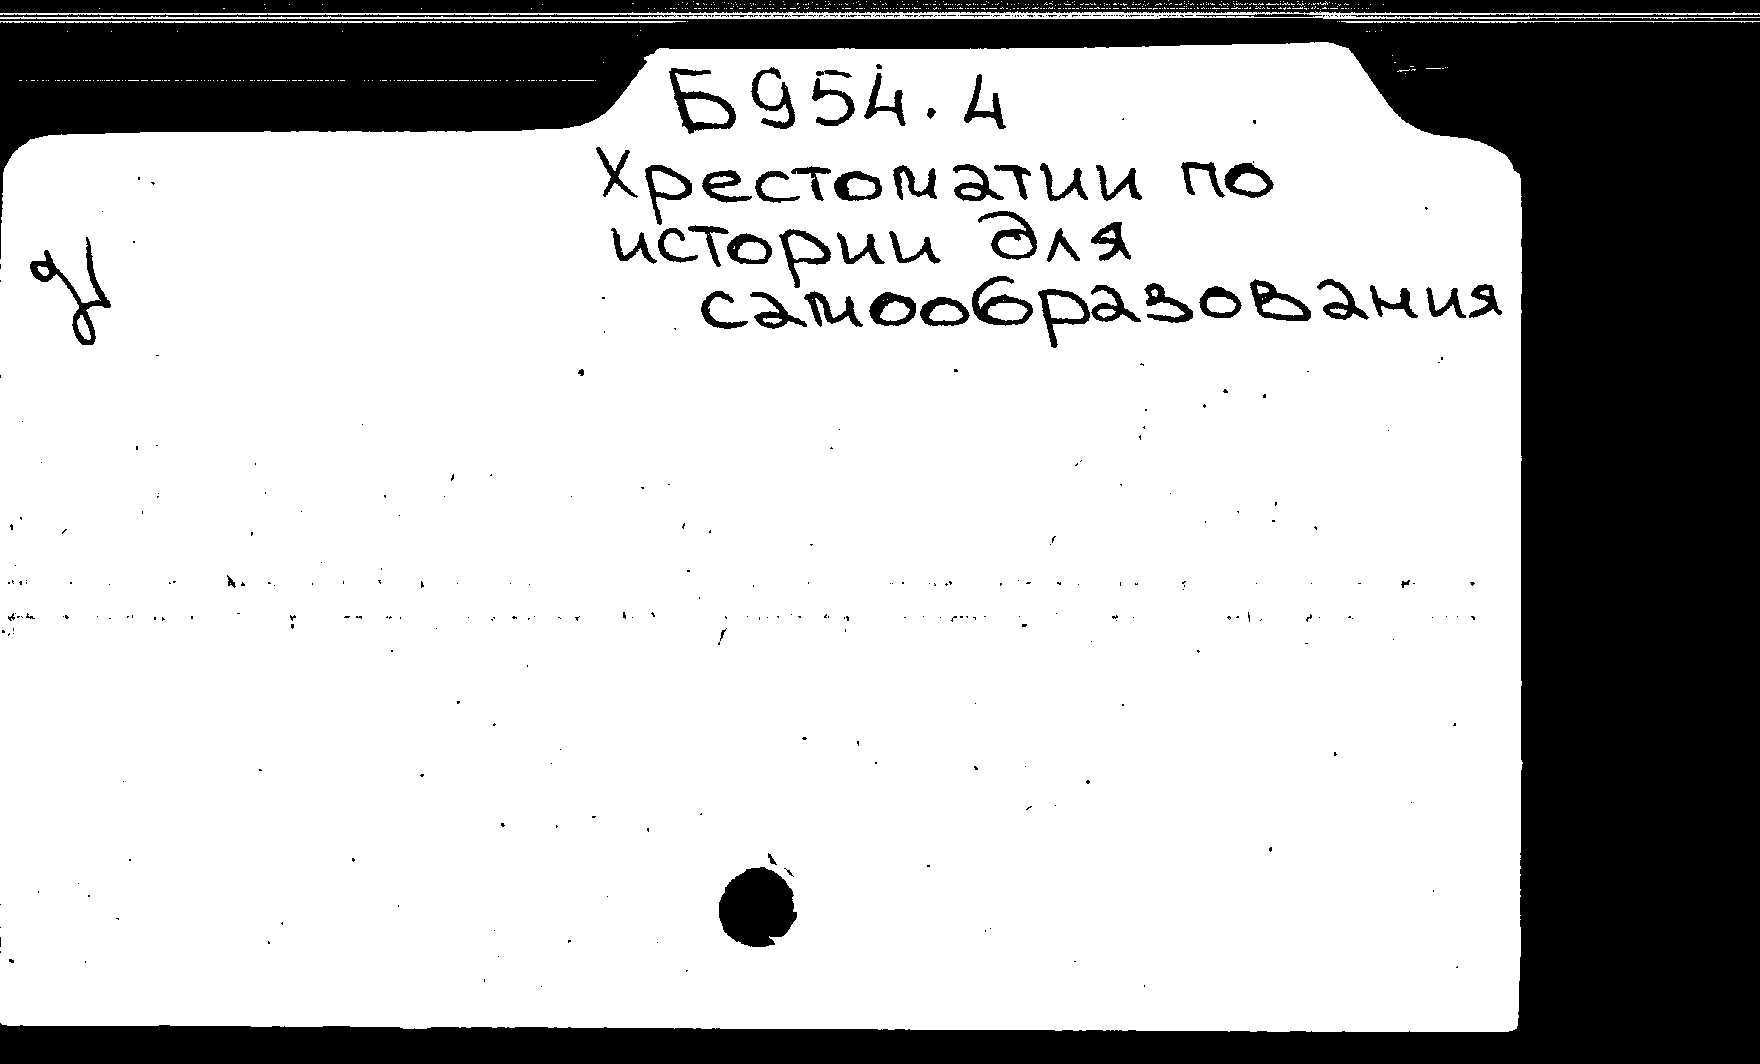 Б954.4
Хрестоматии по
истории для
самообразования